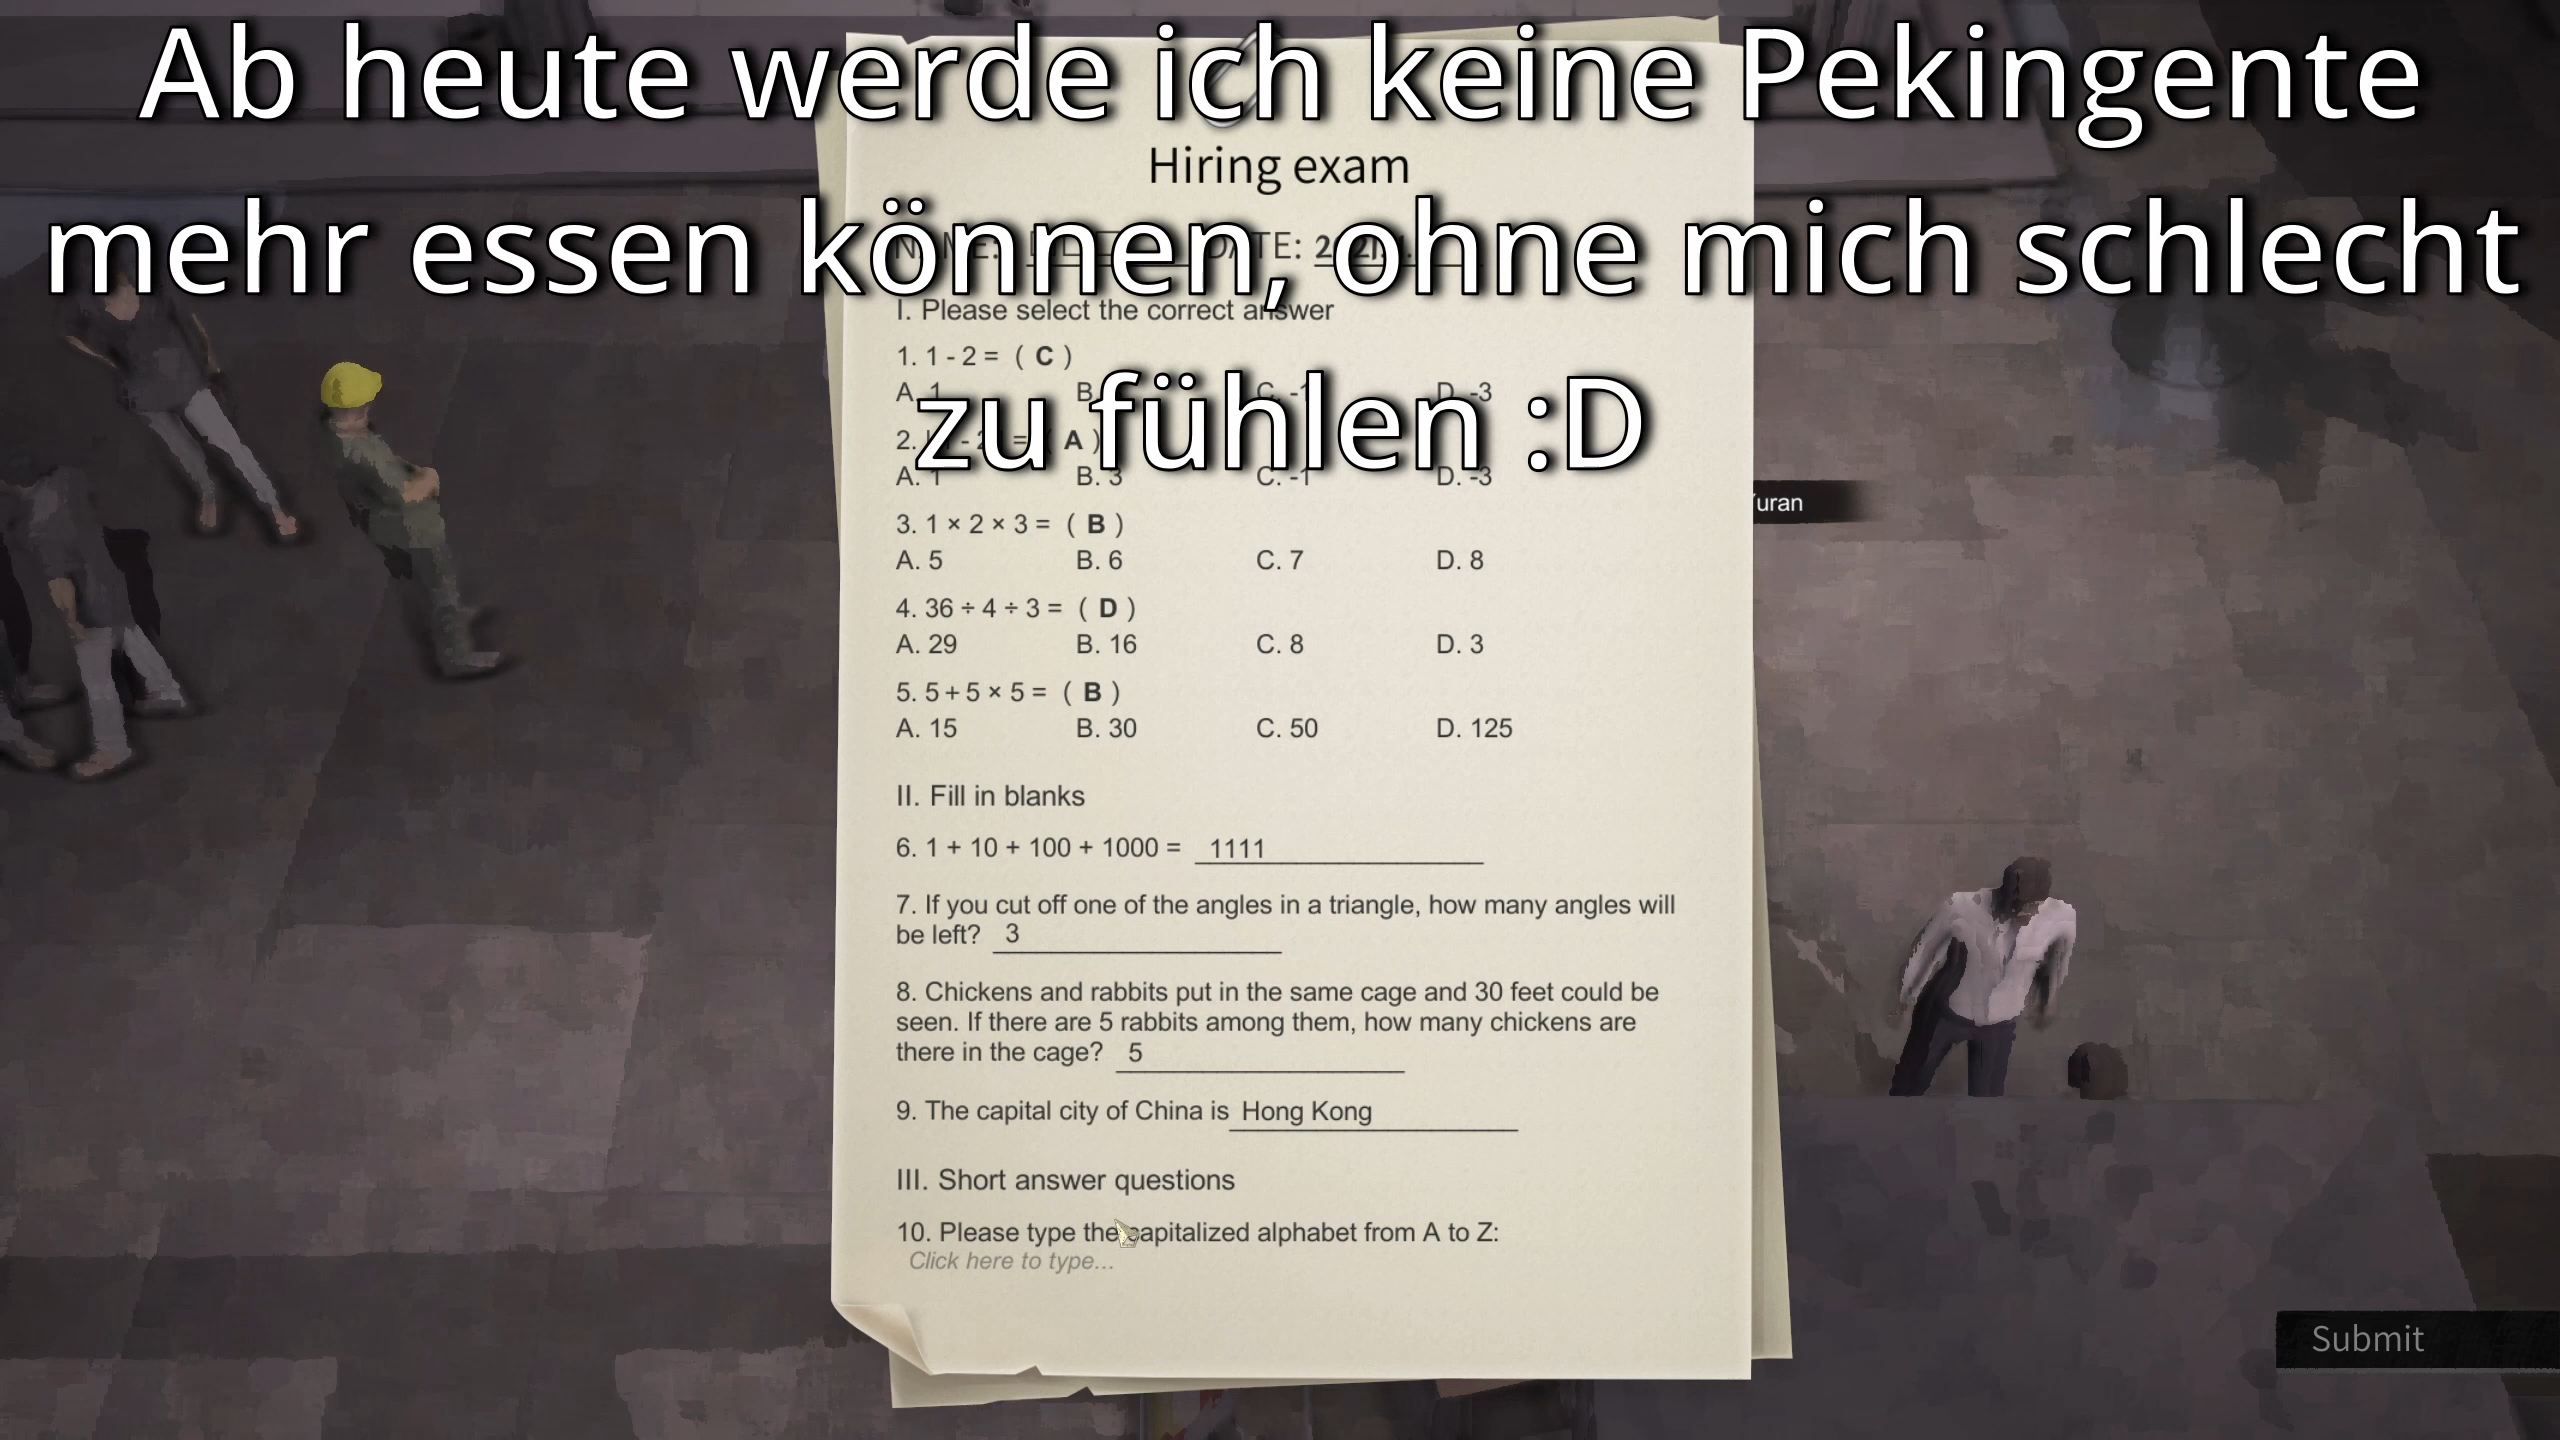 Ab heute werde ich keine Pekingente
Hiring exam
mehr essen können, ohne mich schlecht
DATE:
I. Please select the correct answer
1. 1 - 2 = ( C )
zu fühlen :D
A. 1 B. C. -1 D. -3
2. = ( A )
A. 1 B. 3 C. -1 D. -3
uran
3. 1 × 2 × 3 = ( B )
A. 5 B. 6 C. 7 D. 8
4. 36 ÷ 4 ÷ 3 = ( D )
A. 29 B. 16 C. 8 D. 3
5. 5 + 5 × 5 = ( B )
A. 15 B. 30 C. 50 D. 125
II. Fill in blanks
6. 1 + 10 + 100 + 1000 = 1111
7. If you cut off one of the angles in a triangle, how many angles will
be left? 3
8. Chickens and rabbits put in the same cage and 30 feet could be
seen. If there are 5 rabbits among them, how many chickens are
there in the cage? 5
9. The capital city of China is Hong Kong
III. Short answer questions
10. Please type the capitalized alphabet from A to Z:
Click here to type...
Submit